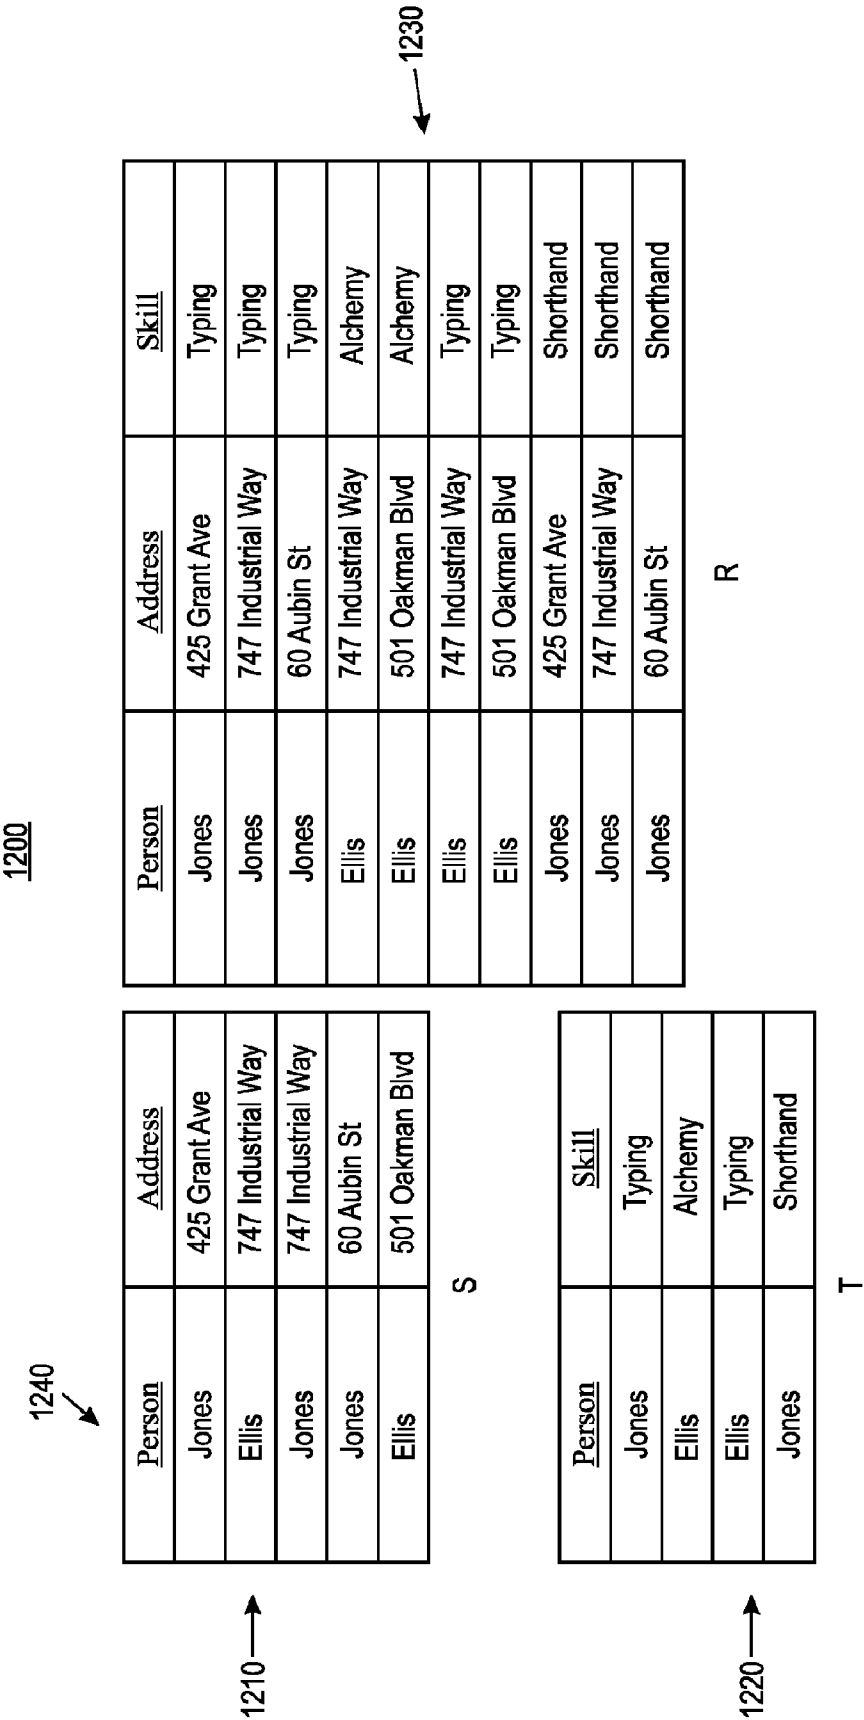 1200
1240
1210
Person Address
Jones 425 Grant Ave
Ellis 747 Industrial Way
Jones 747 Industrial Way
Jones 60 Aubin St
Ellis 501 Oakman Blvd
S
1220
Person Skill
Jones Typing
Ellis Alchemy
Ellis Typing
Jones Shorthand
T
1230
Person Address Skill
Jones 425 Grant Ave Typing
Jones 747 Industrial Way Typing
Jones 60 Aubin St Typing
Ellis 747 Industrial Way Alchemy
Ellis 501 Oakman Blvd Alchemy
Ellis 747 Industrial Way Typing
Ellis 501 Oakman Blvd Typing
Jones 425 Grant Ave Shorthand
Jones 747 Industrial Way Shorthand
Jones 60 Aubin St Shorthand
R